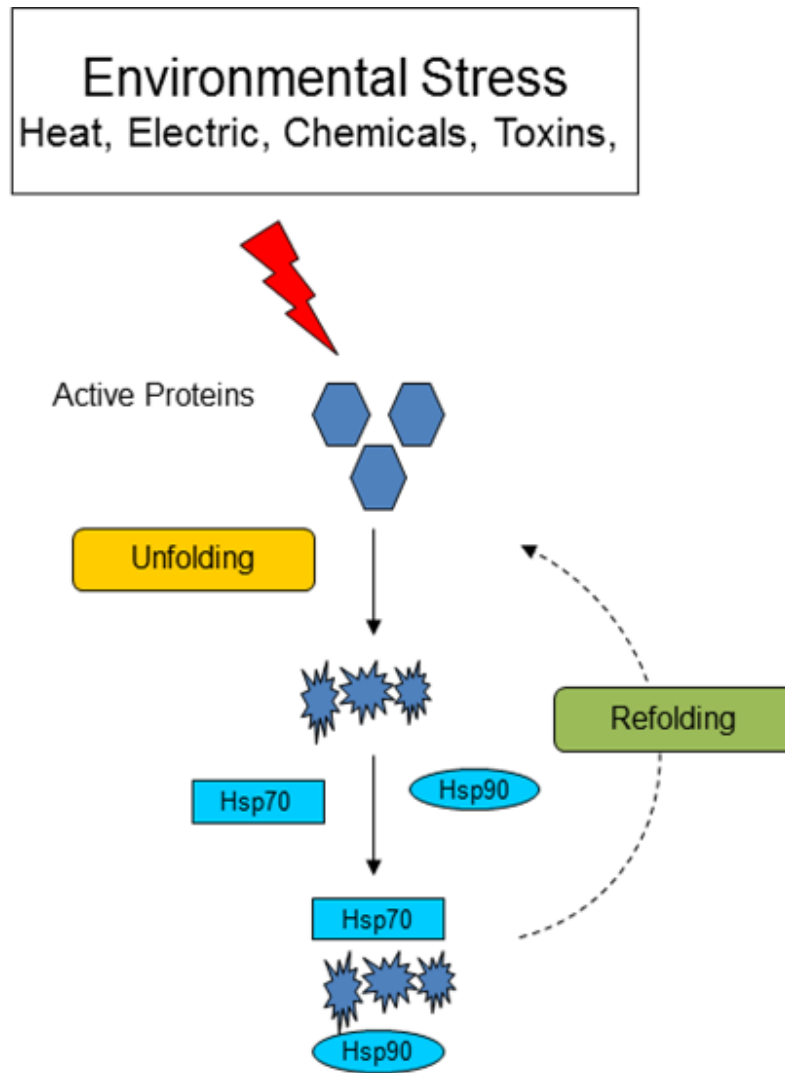 Environmental Stress
Heat, Electric, Chemicals, Toxins,
Active Proteins
Unfolding
Refolding
Hsp70
Hsp90
Hsp70
Hsp90